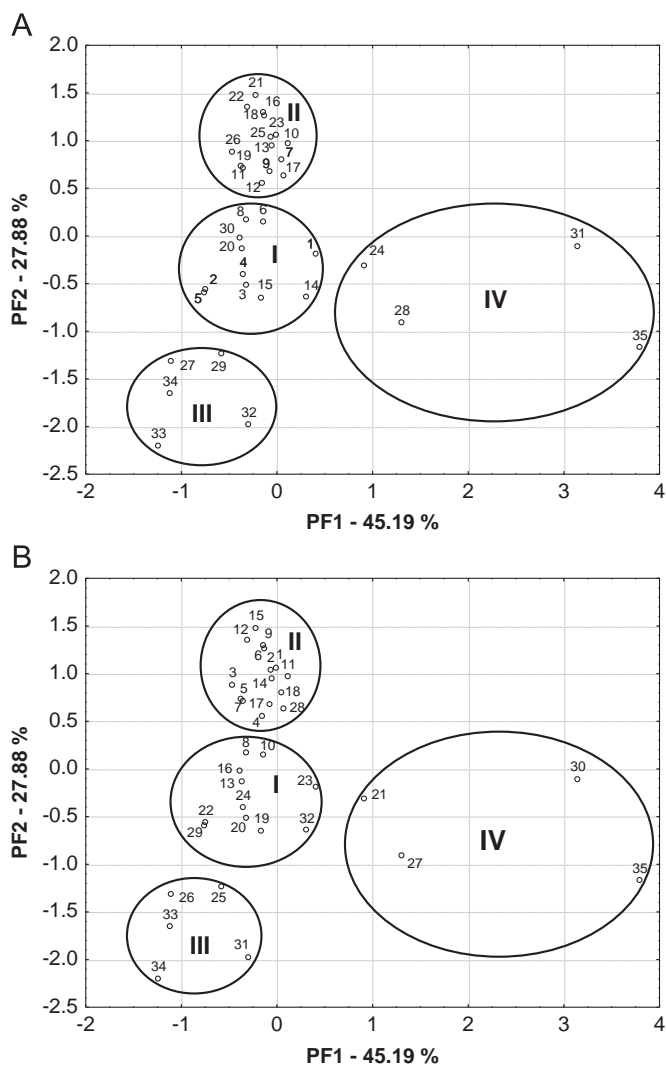 A
2.0
21
22 16
1.5
II
18 23
25 10
1.0
26 13 7
19 9
11 17
0.5
12
8 6
30
0.0
20 I 1 24 31
4
-0.5
2
5 3 15 14
IV
28
-1.0
35
27 29
-1.5
34
III 32
-2.0
33
-2.5
-2 -1 0 1 2 3 4
PF2 - 27.88 %
PF1 - 45.19 %
B
2.0
15
12 9
1.5
II
6 2 1
11
1.0
3 14
5 18
7 17 28
0.5
4
8 10
16
0.0
13 I 23 21 30
24
-0.5
22
29 20 19 32
IV
27
-1.0
35
26 25
-1.5
33
III 31
-2.0
34
-2.5
-2 -1 0 1 2 3 4
PF2 - 27.88 %
PF1 - 45.19 %